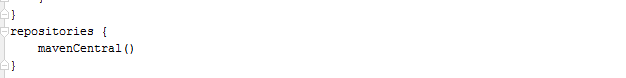 }
repositories {
    mavenCentral()
}